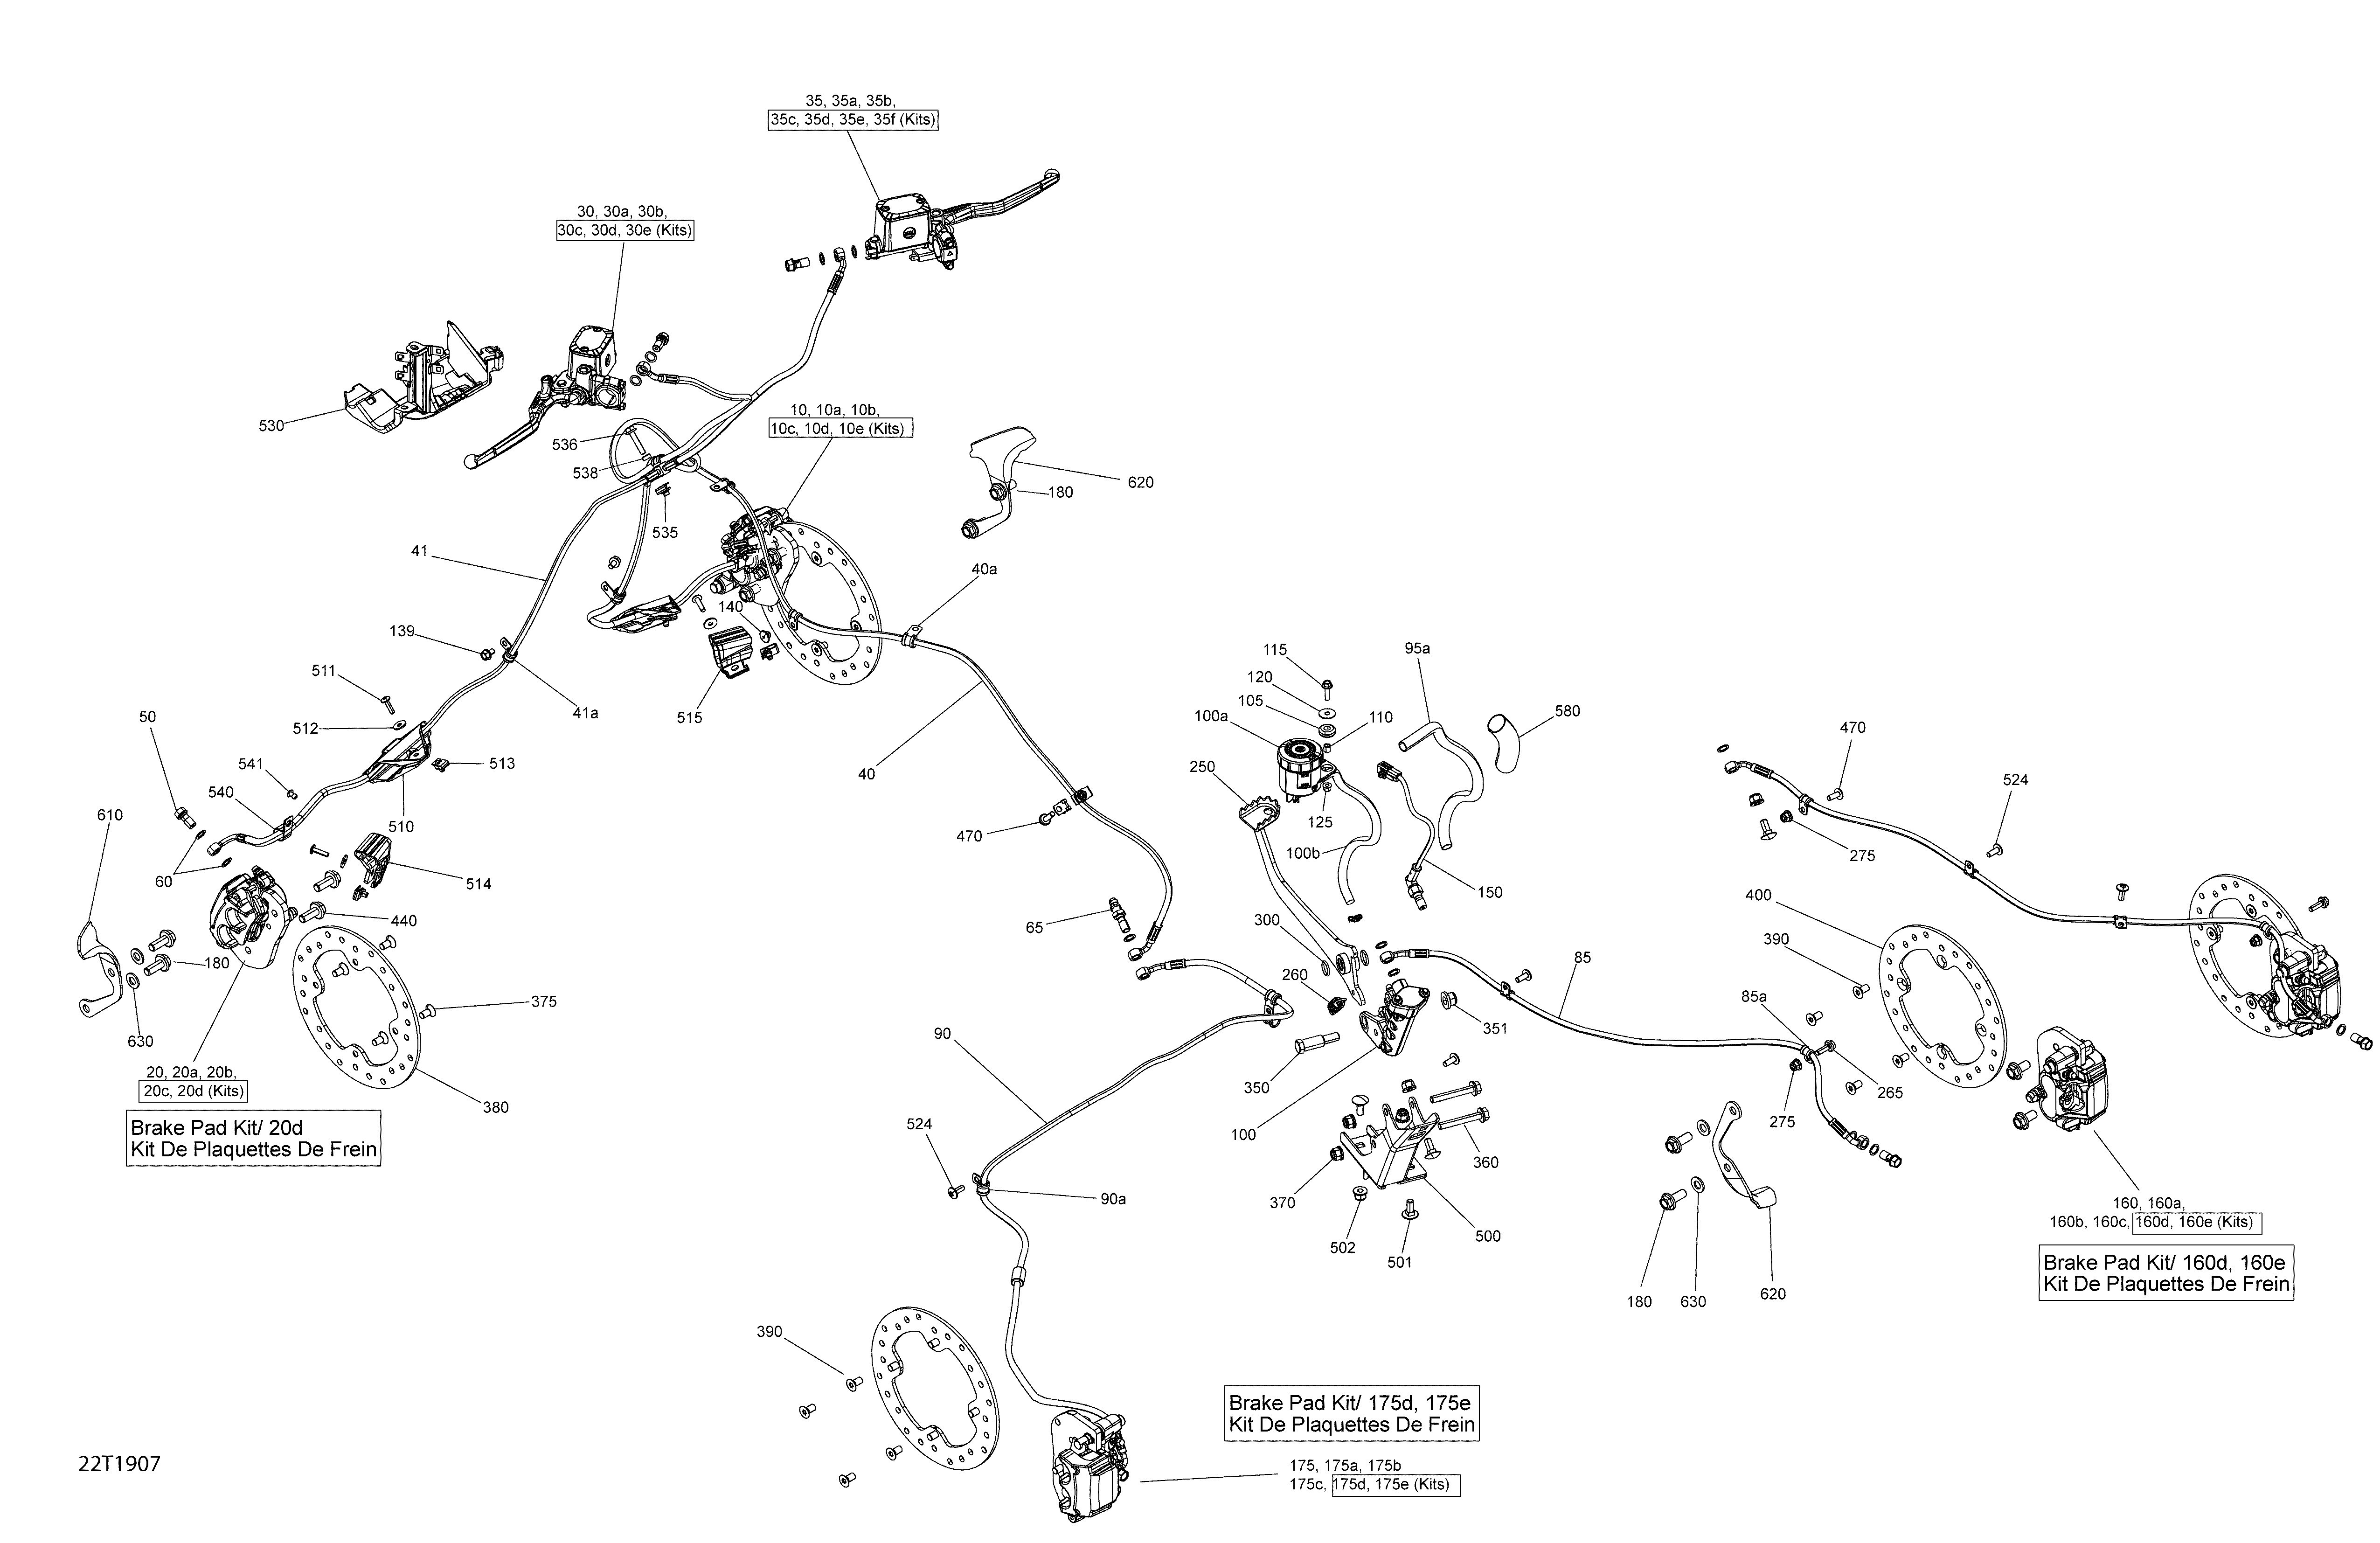 35, 35a, 35b,
35c, 35d, 35e, 35f (Kits)
30, 30a, 30b,
30c, 30d, 30e (Kits)
10, 10a, 10b,
10c, 10d, 10e (Kits)
530
536
538
535
620
180
41
40a
139
140
511
512
41a
515
50
513
541
540
510
40
610
60
514
440
180
470
65
375
630
20, 20a, 20b,
20c, 20d (Kits)
380
Brake Pad Kit/ 20d
Kit De Plaquettes De Frein
115
120
105
100a
110
95a
580
250
125
100b
150
300
260
85
351
350
100
90
524
90a
360
370
502
501
500
470
524
275
400
390
85a
265
275
180
630
620
160, 160a,
160b, 160c, 160d, 160e (Kits)
Brake Pad Kit/ 160d, 160e
Kit De Plaquettes De Frein
390
Brake Pad Kit/ 175d, 175e
Kit De Plaquettes De Frein
175, 175a, 175b
175c, 175d, 175e (Kits)
22T1907